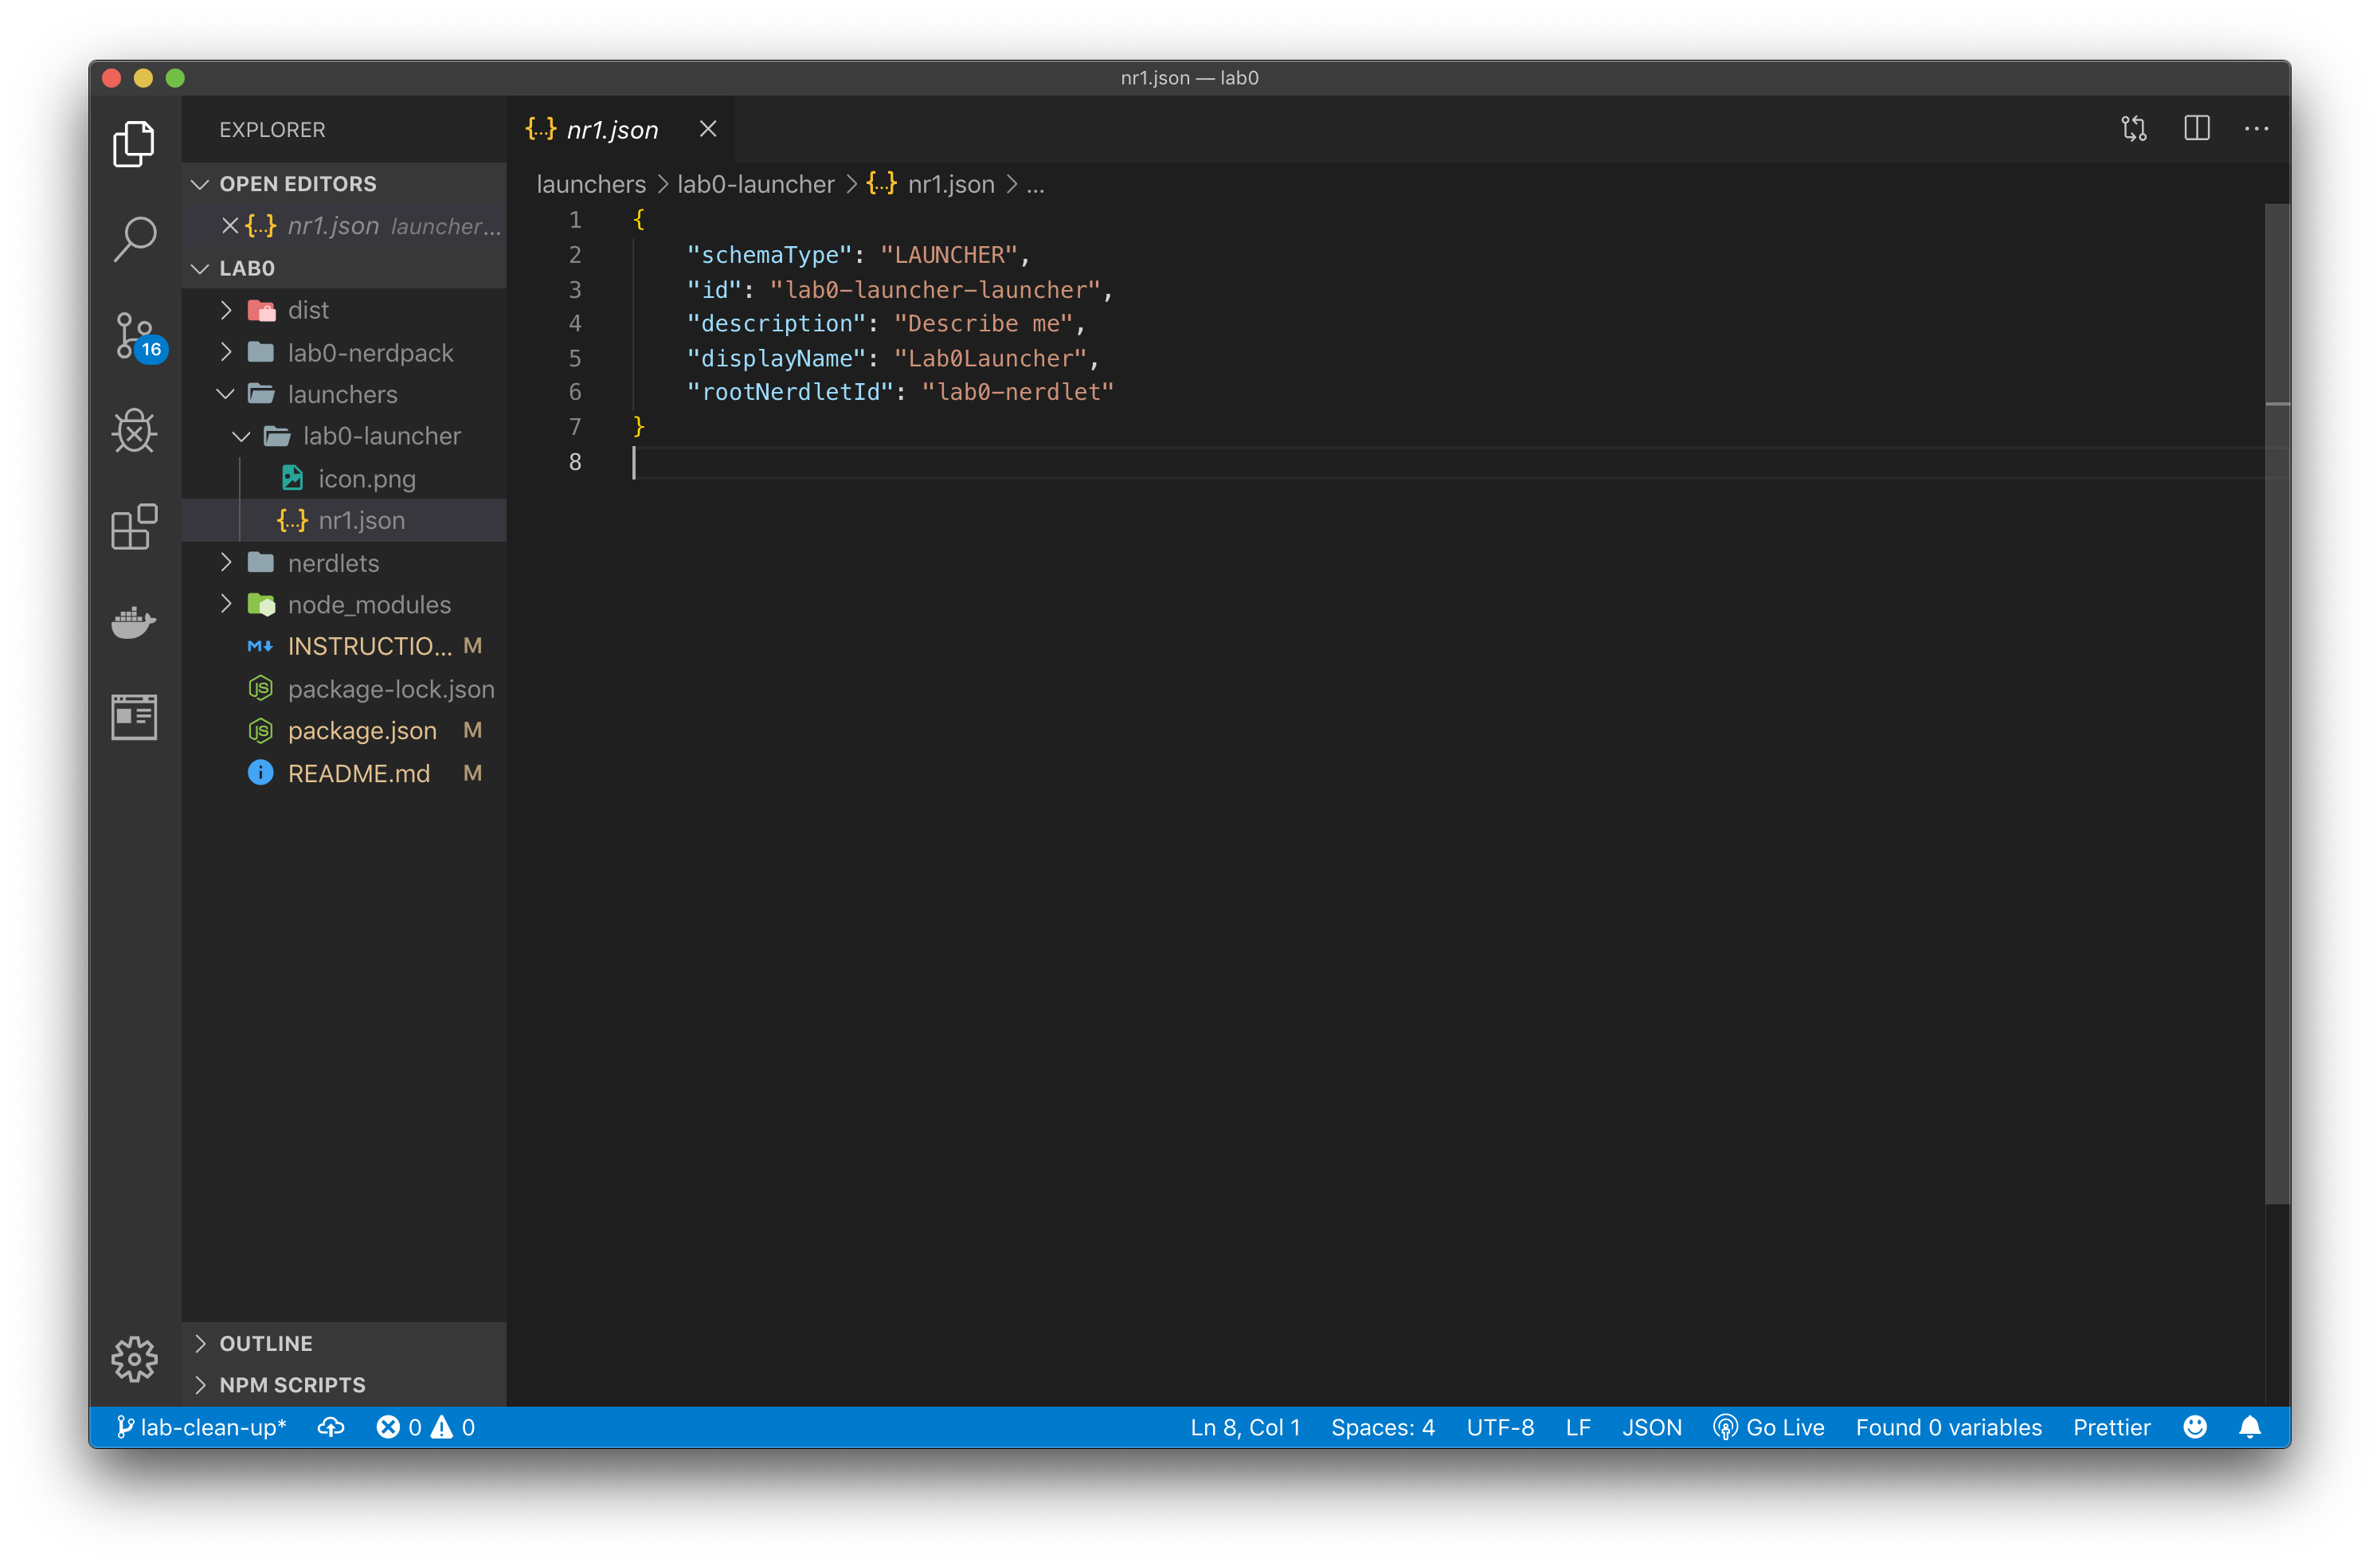 nr1.json — lab0
EXPLORER
OPEN EDITORS
nr1.json launcher...
LAB0
dist
lab0-nerdpack
launchers
lab0-launcher
icon.png
nr1.json
nerdlets
node_modules
INSTRUCTIO... M
package-lock.json
package.json M
README.md M
OUTLINE
NPM SCRIPTS
16
{..} nr1.json
launchers > lab0-launcher > {..} nr1.json > ...
1 {
2 "schemaType": "LAUNCHER",
3 "id": "lab0-launcher-launcher",
4 "description": "Describe me",
5 "displayName": "Lab0Launcher",
6 "rootNerdletId": "lab0-nerdlet"
7 }
8
lab-clean-up* 0 0 Ln 8, Col 1 Spaces: 4 UTF-8 LF JSON Go Live Found 0 variables Prettier